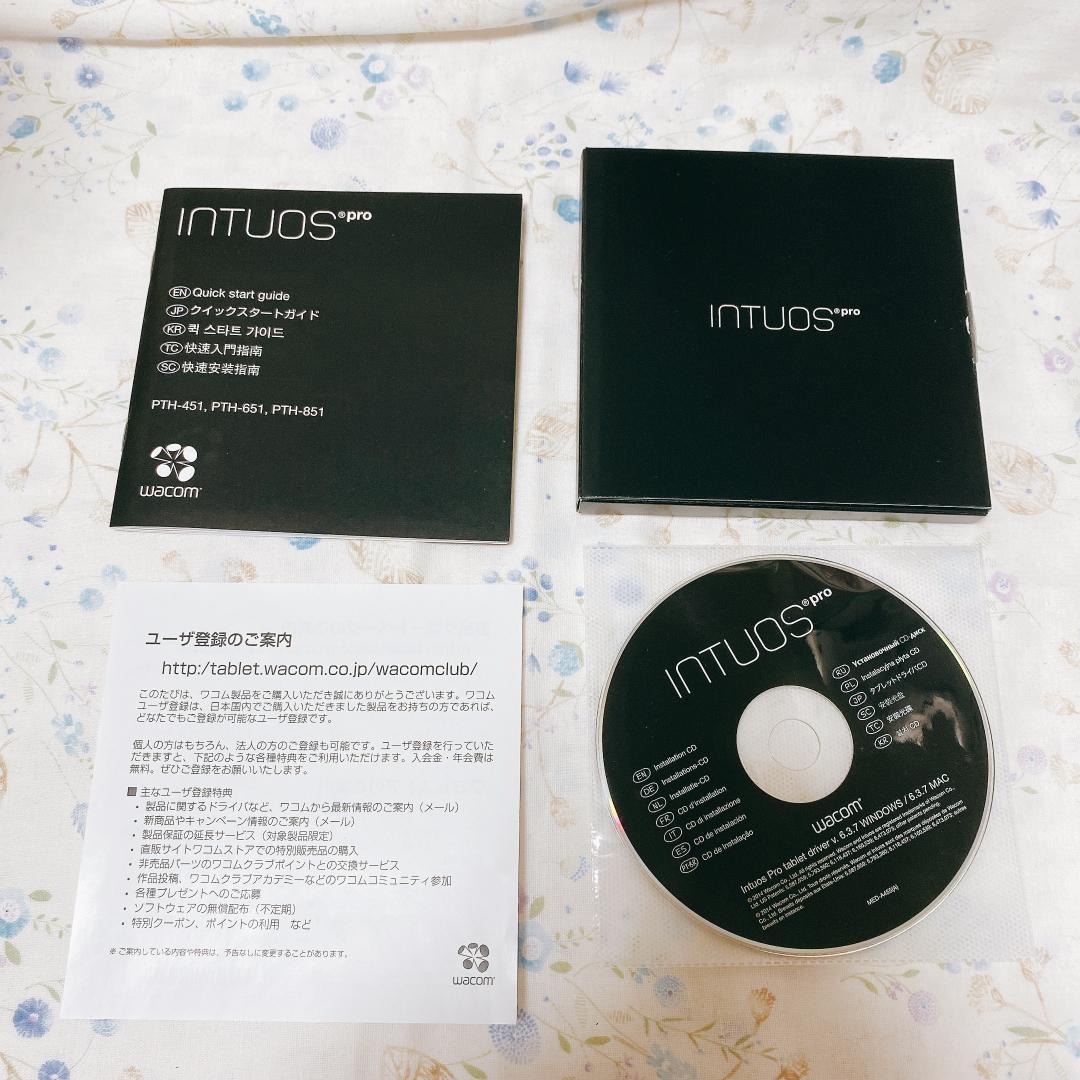 INTUOS®pro
EN Quick start guide
JP クイックスタートガイド
KR 퀵 스타트 가이드
TC 快速入門指南
SC 快速安装指南
PTH-451, PTH-651, PTH-851
wacom
INTUOS®pro
ユーザ登録のご案内
http://tablet.wacom.co.jp/wacomclub/
このたびは、ワコム製品をご購入いただき誠にありがとうございます。ワコム
ユーザ登録は、日本国内でご購入いただきました製品をお持ちの方であれば、
どなたでもご登録が可能なユーザ登録です。
個人の方はもちろん、法人の方のご登録も可能です。ユーザ登録を行っていた
だきますと、下記のような各種特典をご利用いただけます。入会金・年会費は
無料。ぜひご登録をお願いいたします。
■ 主なユーザ登録特典
・ 製品に関するドライバなど、ワコムから最新情報のご案内（メール）
・ 新商品やキャンペーン情報のご案内（メール）
・ 製品保証の延長サービス（対象製品限定）
・ 直販サイトワコムストアでの特別販売品の購入
・ 非売品パーツのワコムクラブポイントとの交換サービス
・ 作品投稿、ワコムクラブアカデミーなどのワコムコミュニティ参加
・ 各種プレゼントへのご応募
・ ソフトウェアの無償配布（不定期）
・ 特別クーポン、ポイントの利用　など
※ ご案内している内容や特典は、予告なしに変更することがあります。
wacom
INTUOS®pro
RU Установочный CD-диск
PL Instalacyjna płyta CD
JP タブレットドライバCD
SC 安装光盘
TC 安裝光碟
KR 설치 CD
EN Installation CD
DE Installations-CD
NL Installatie-CD
FR CD d'installation
IT CD di installazione
ES CD de instalación
PT-BR CD de Instalação
wacom
Intuos Pro tablet driver v. 6.3.7 WINDOWS / 6.3.7 MAC
© 2014 Wacom Co., Ltd. All rights reserved. Wacom and Intuos are registered trademarks of Wacom Co.,
MED-A455(A)